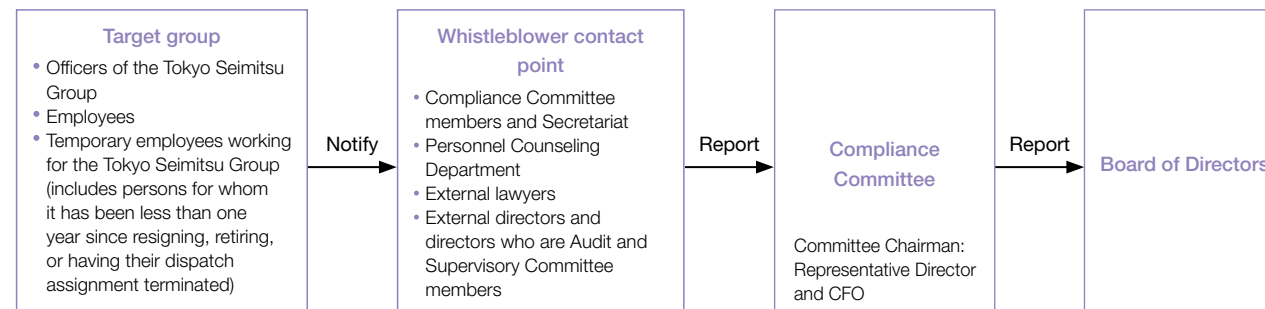 Target group
• Officers of the Tokyo Seimitsu
Group
• Employees
• Temporary employees working
for the Tokyo Seimitsu Group
(includes persons for whom
it has been less than one
year since resigning, retiring,
or having their dispatch
assignment terminated)
Notify
Whistleblower contact
point
• Compliance Committee
members and Secretariat
• Personnel Counseling
Department
• External lawyers
• External directors and
directors who are Audit and
Supervisory Committee
members
Report
Compliance
Committee
Committee Chairman:
Representative Director
and CFO
Report
Board of Directors